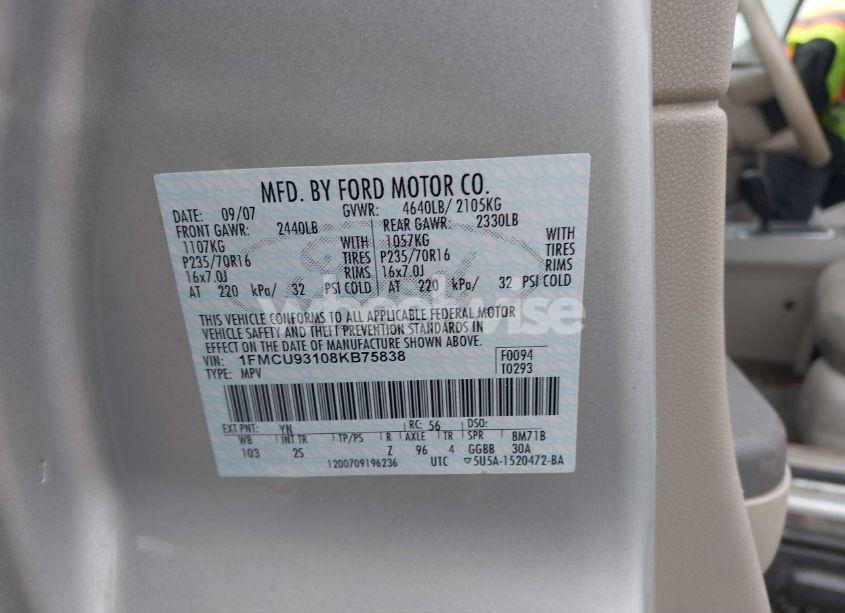 MFD. BY FORD MOTOR CO.
DATE: 09/07 GVWR: 4640LB/ 2105KG
FRONT GAWR: 2440LB REAR GAWR: 2330LB
1107KG WITH 1057KG WITH
P235/70R16 TIRES P235/70R16 TIRES
16x7.0J RIMS 16x7.0J RIMS
AT 220 kPa/ 32 PSI COLD AT 220 kPa/ 32 PSI COLD
THIS VEHICLE CONFORMS TO ALL APPLICABLE FEDERAL MOTOR
VEHICLE SAFETY AND THEFT PREVENTION STANDARDS IN
EFFECT ON THE DATE OF MANUFACTURE SHOWN ABOVE.
VIN: 1FMCU93108KB75838 F0094
TYPE: MPV T0293
EXT PNT: YN RC: 56 DSO:
WB INT TR TP/PS R AXLE TR SPR 8M71B
103 2S Z 96 4 GGBB 30A
1200709196236 UTC ▽5U5A-1520472-BA
wheelwise